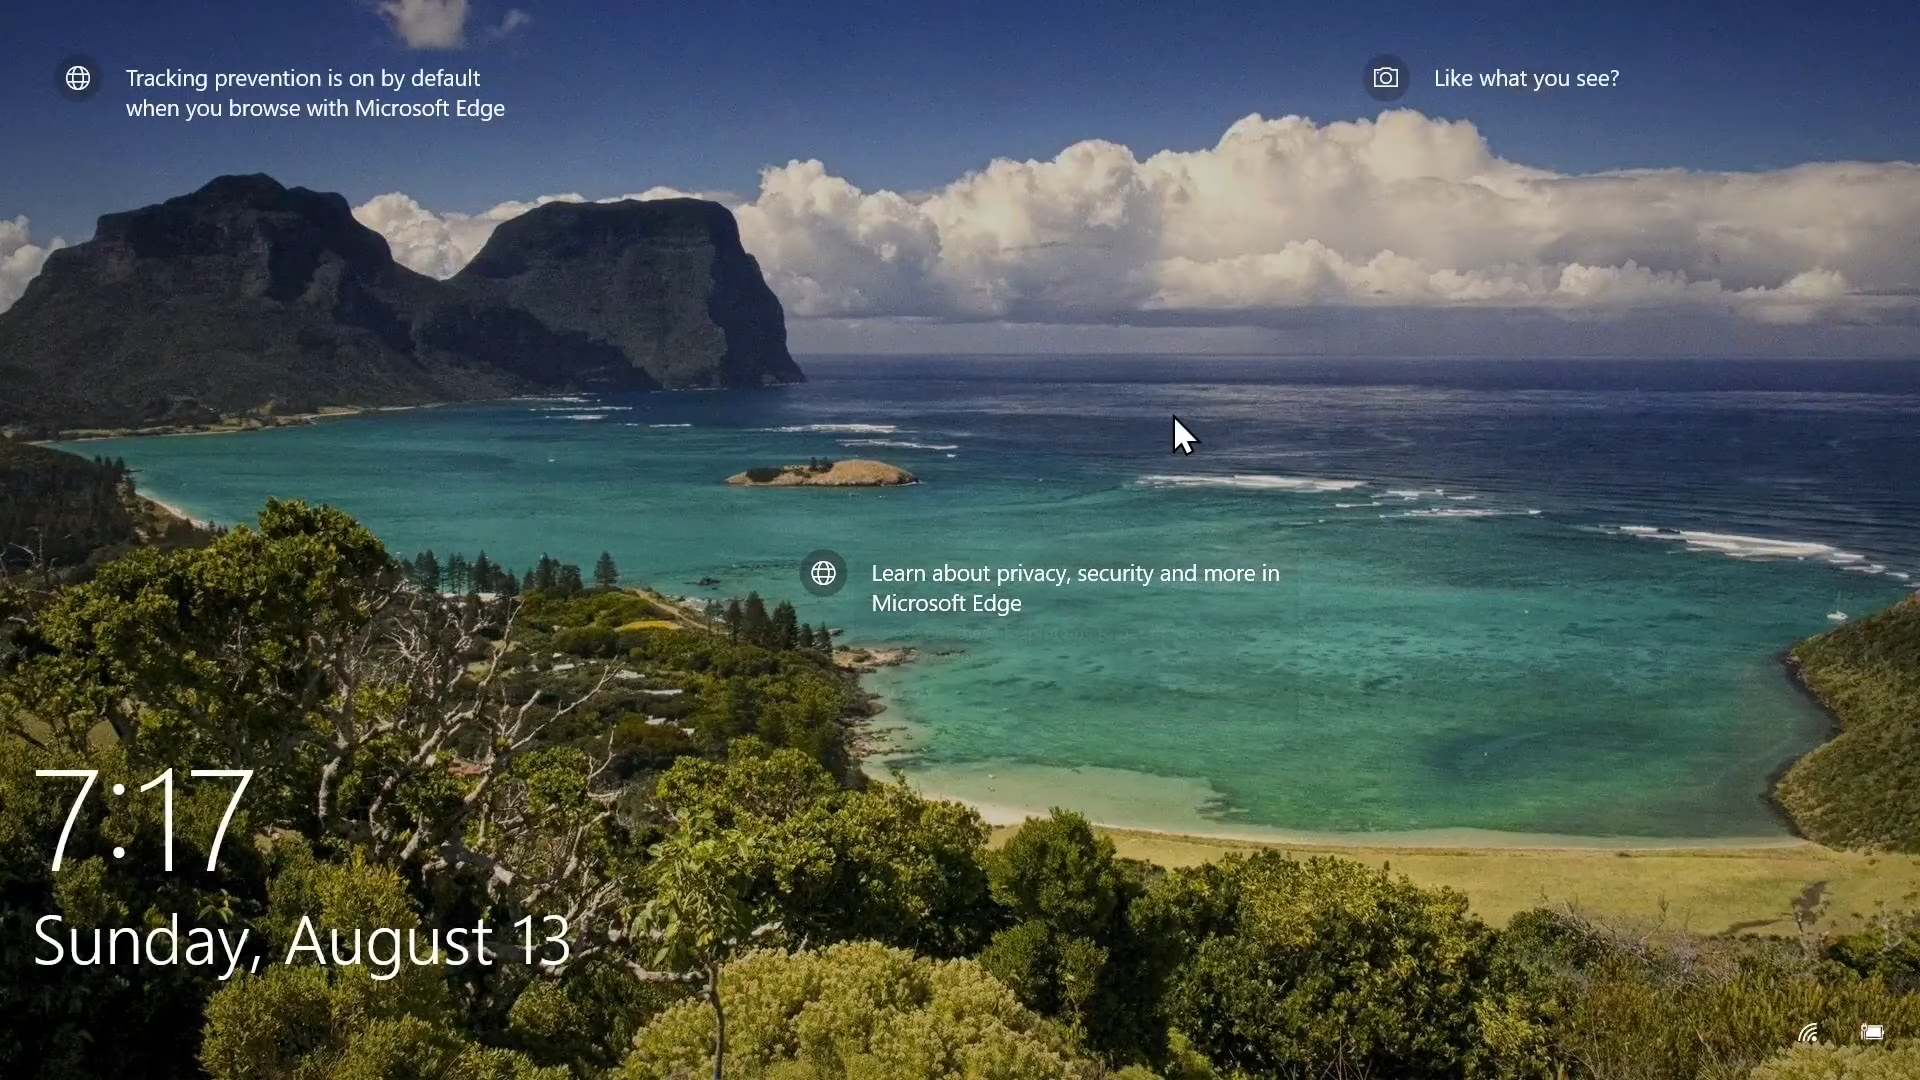 Tracking prevention is on by default
when you browse with Microsoft Edge
Like what you see?
Learn about privacy, security and more in
Microsoft Edge
7:17
Sunday, August 13